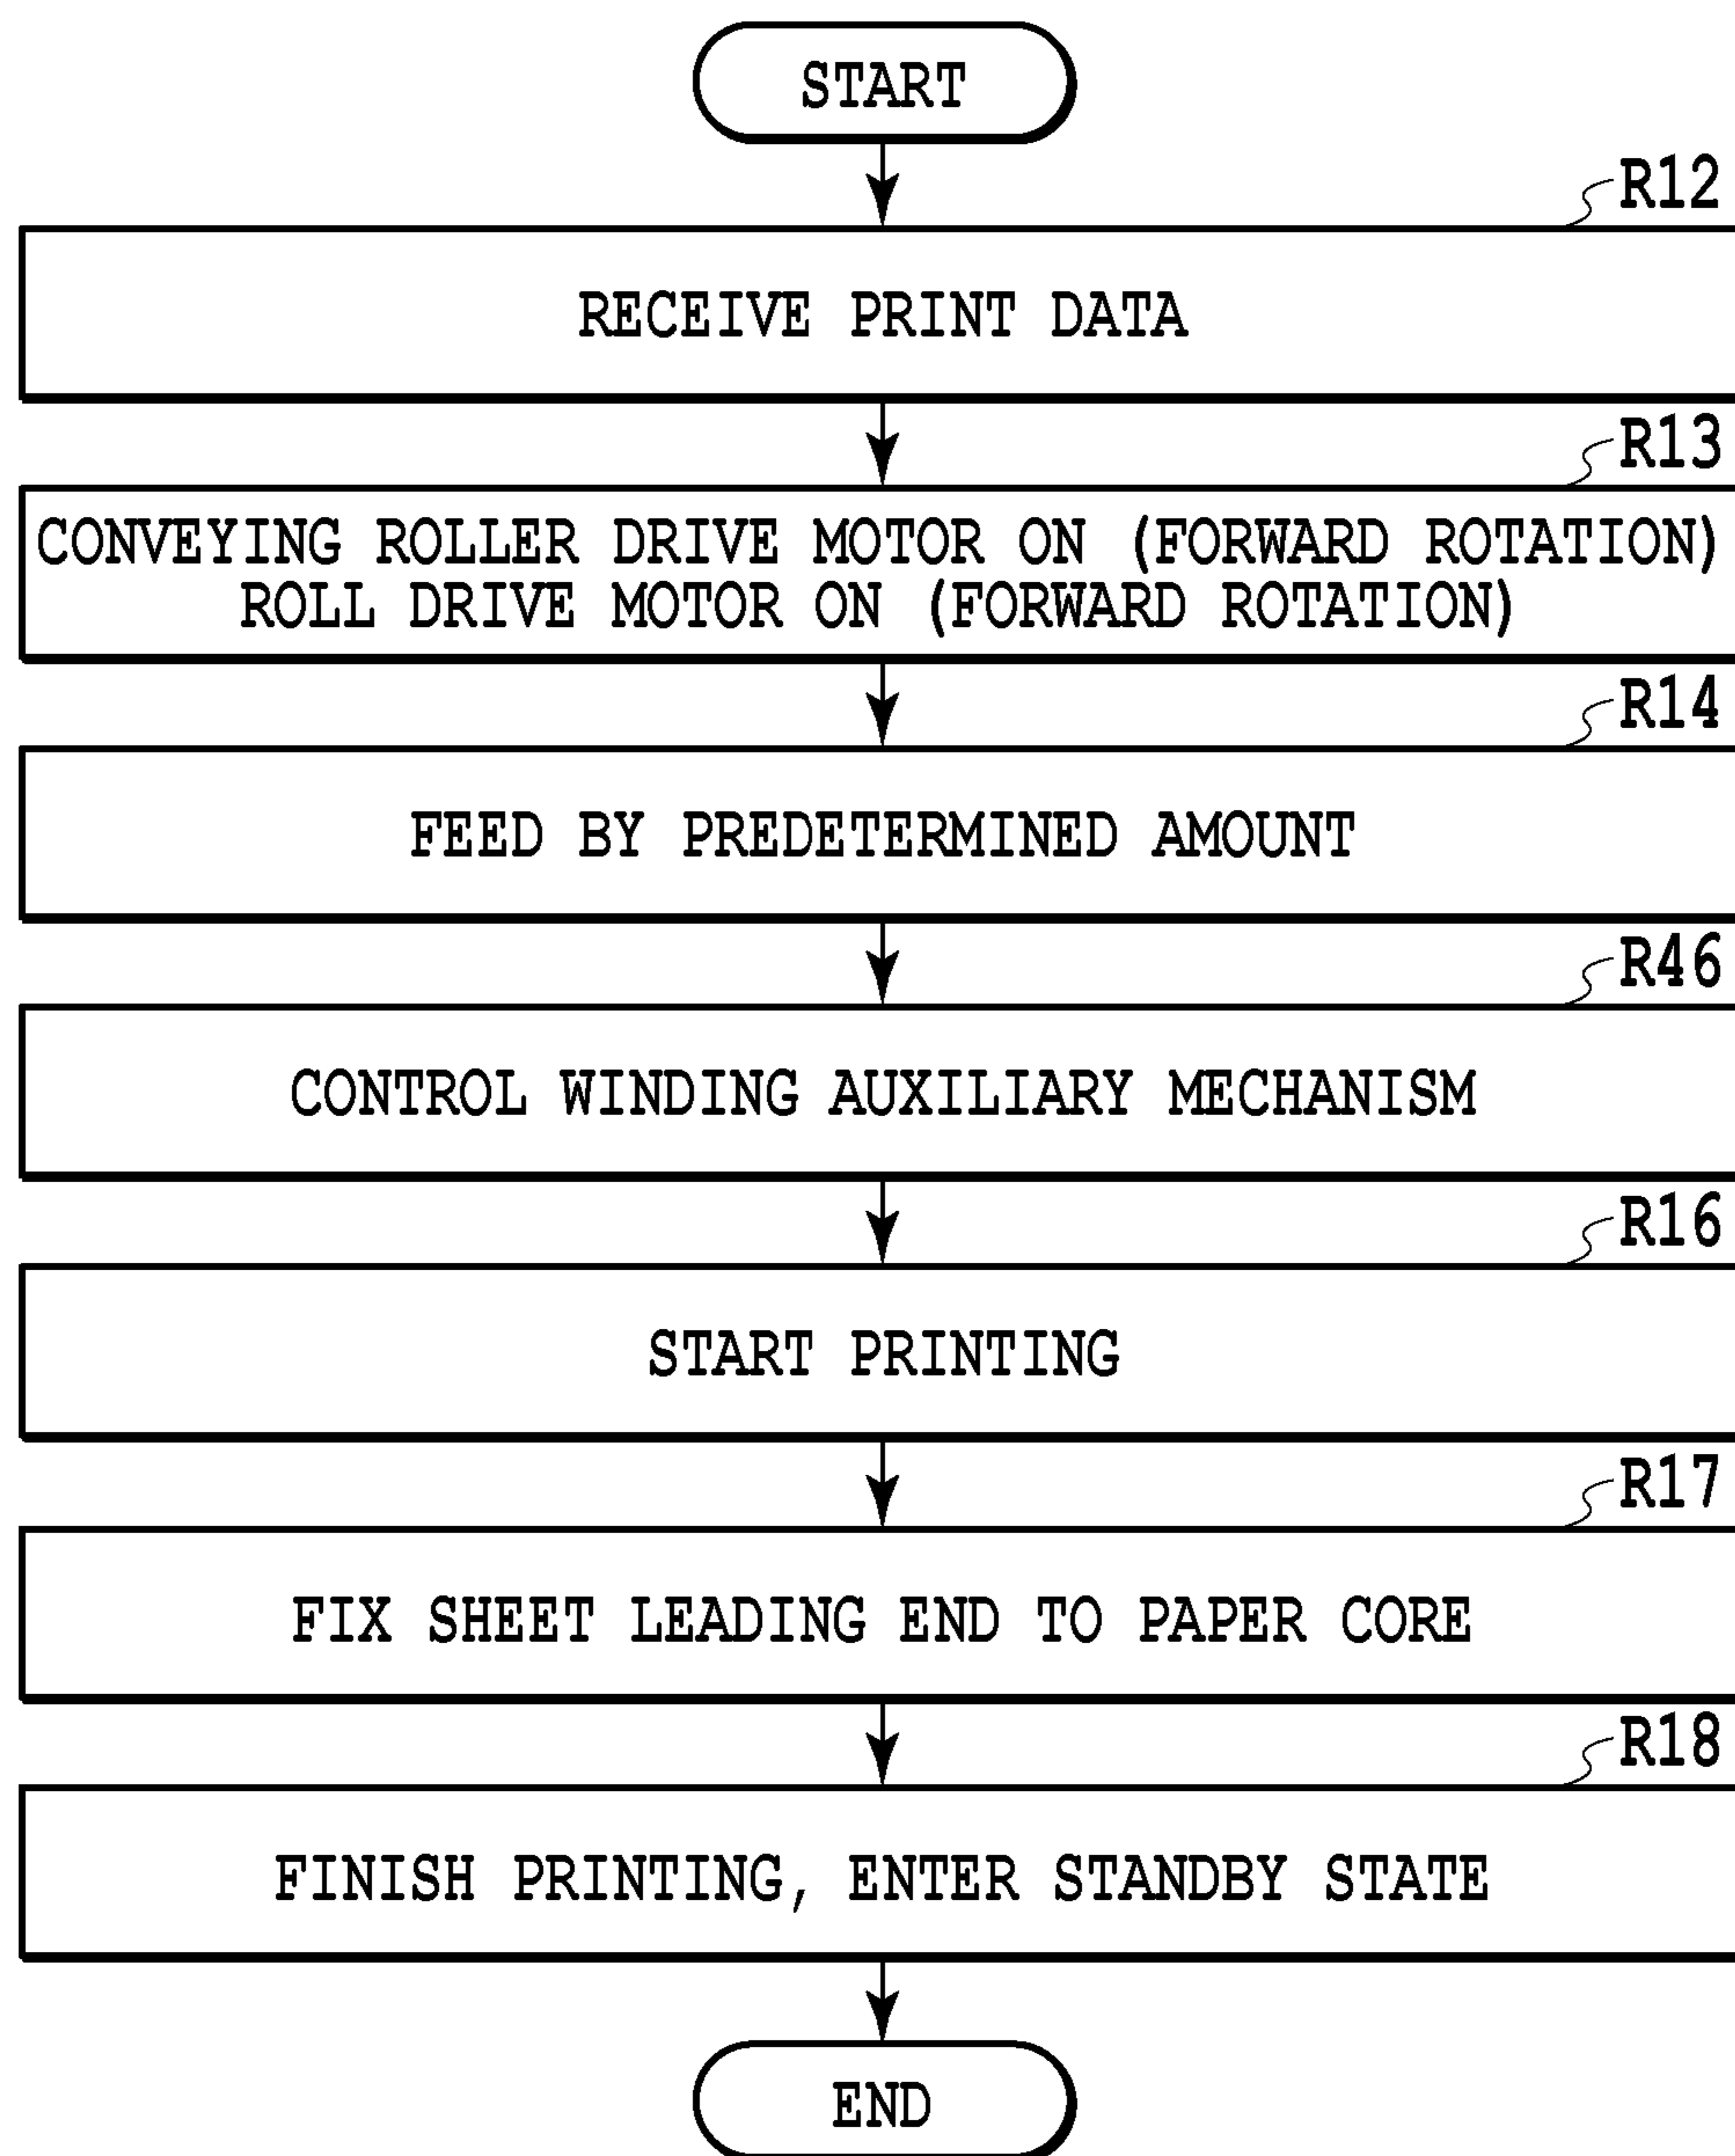 START
R12
RECEIVE PRINT DATA
R13
CONVEYING ROLLER DRIVE MOTOR ON (FORWARD ROTATION)
ROLL DRIVE MOTOR ON (FORWARD ROTATION)
R14
FEED BY PREDETERMINED AMOUNT
R46
CONTROL WINDING AUXILIARY MECHANISM
R16
START PRINTING
R17
FIX SHEET LEADING END TO PAPER CORE
R18
FINISH PRINTING, ENTER STANDBY STATE
END